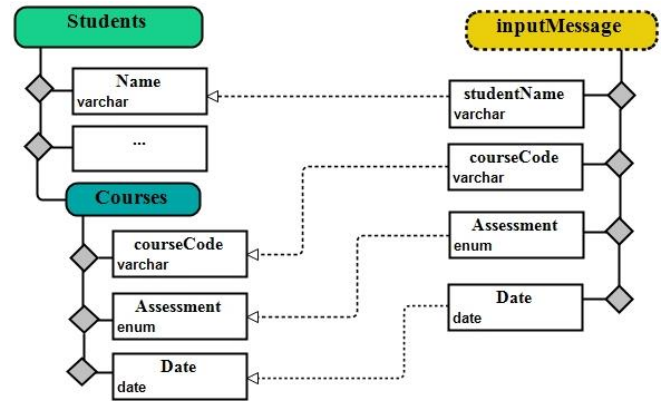 Students
Name
varchar
...
Courses
courseCode
varchar
Assessment
enum
Date
date
inputMessage
studentName
varchar
courseCode
varchar
Assessment
enum
Date
date